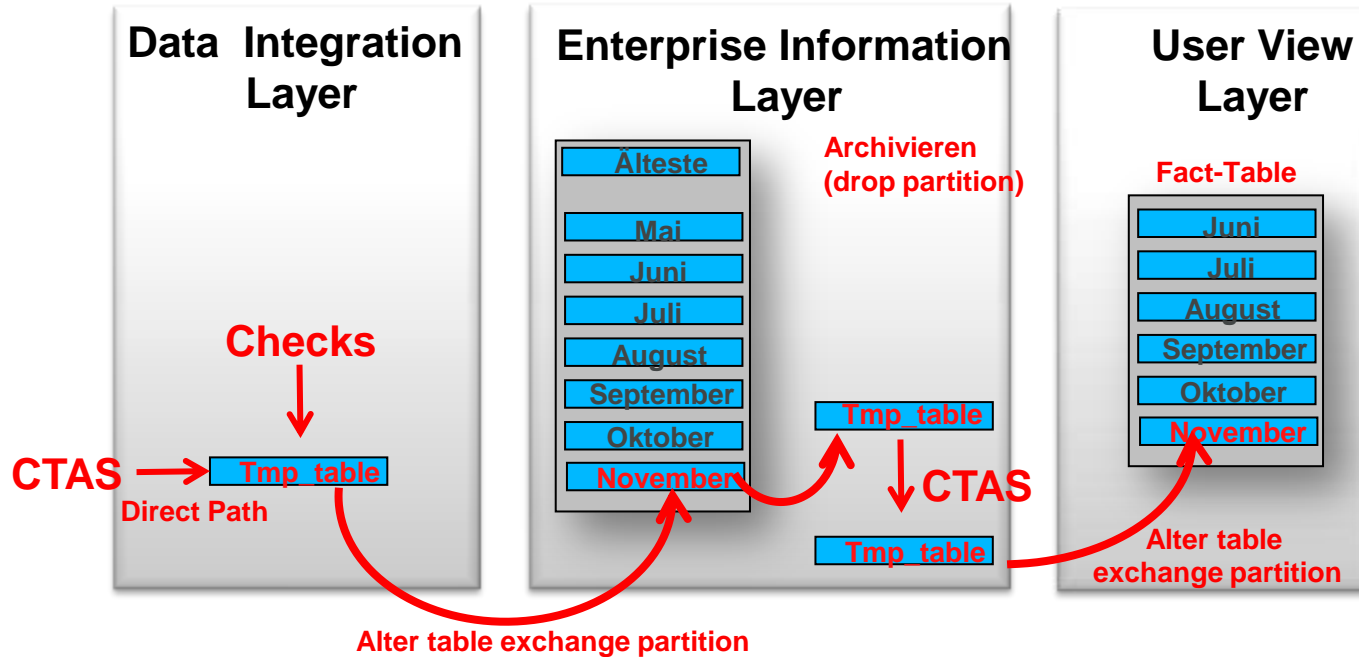 Data Integration
Layer
Checks
CTAS
Tmp_table
Direct Path
Alter table exchange partition
Enterprise Information
Layer
Älteste
Mai
Juni
Juli
August
September
Oktober
November
Archivieren
(drop partition)
Tmp_table
CTAS
Tmp_table
User View
Layer
Fact-Table
Juni
Juli
August
September
Oktober
November
Alter table
exchange partition